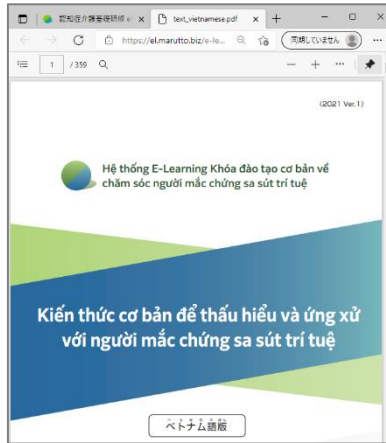 認知症介護基礎研修 e
text_vietnamese.pdf
https://el.marutto.biz/e-le...
同期していません
1 / 359
(2021 Ver.1)
Hệ thống E-Learning Khóa đào tạo cơ bản về
chăm sóc người mắc chứng sa sút trí tuệ
Kiến thức cơ bản để thấu hiểu và ứng xử
với người mắc chứng sa sút trí tuệ
ベトナム語版